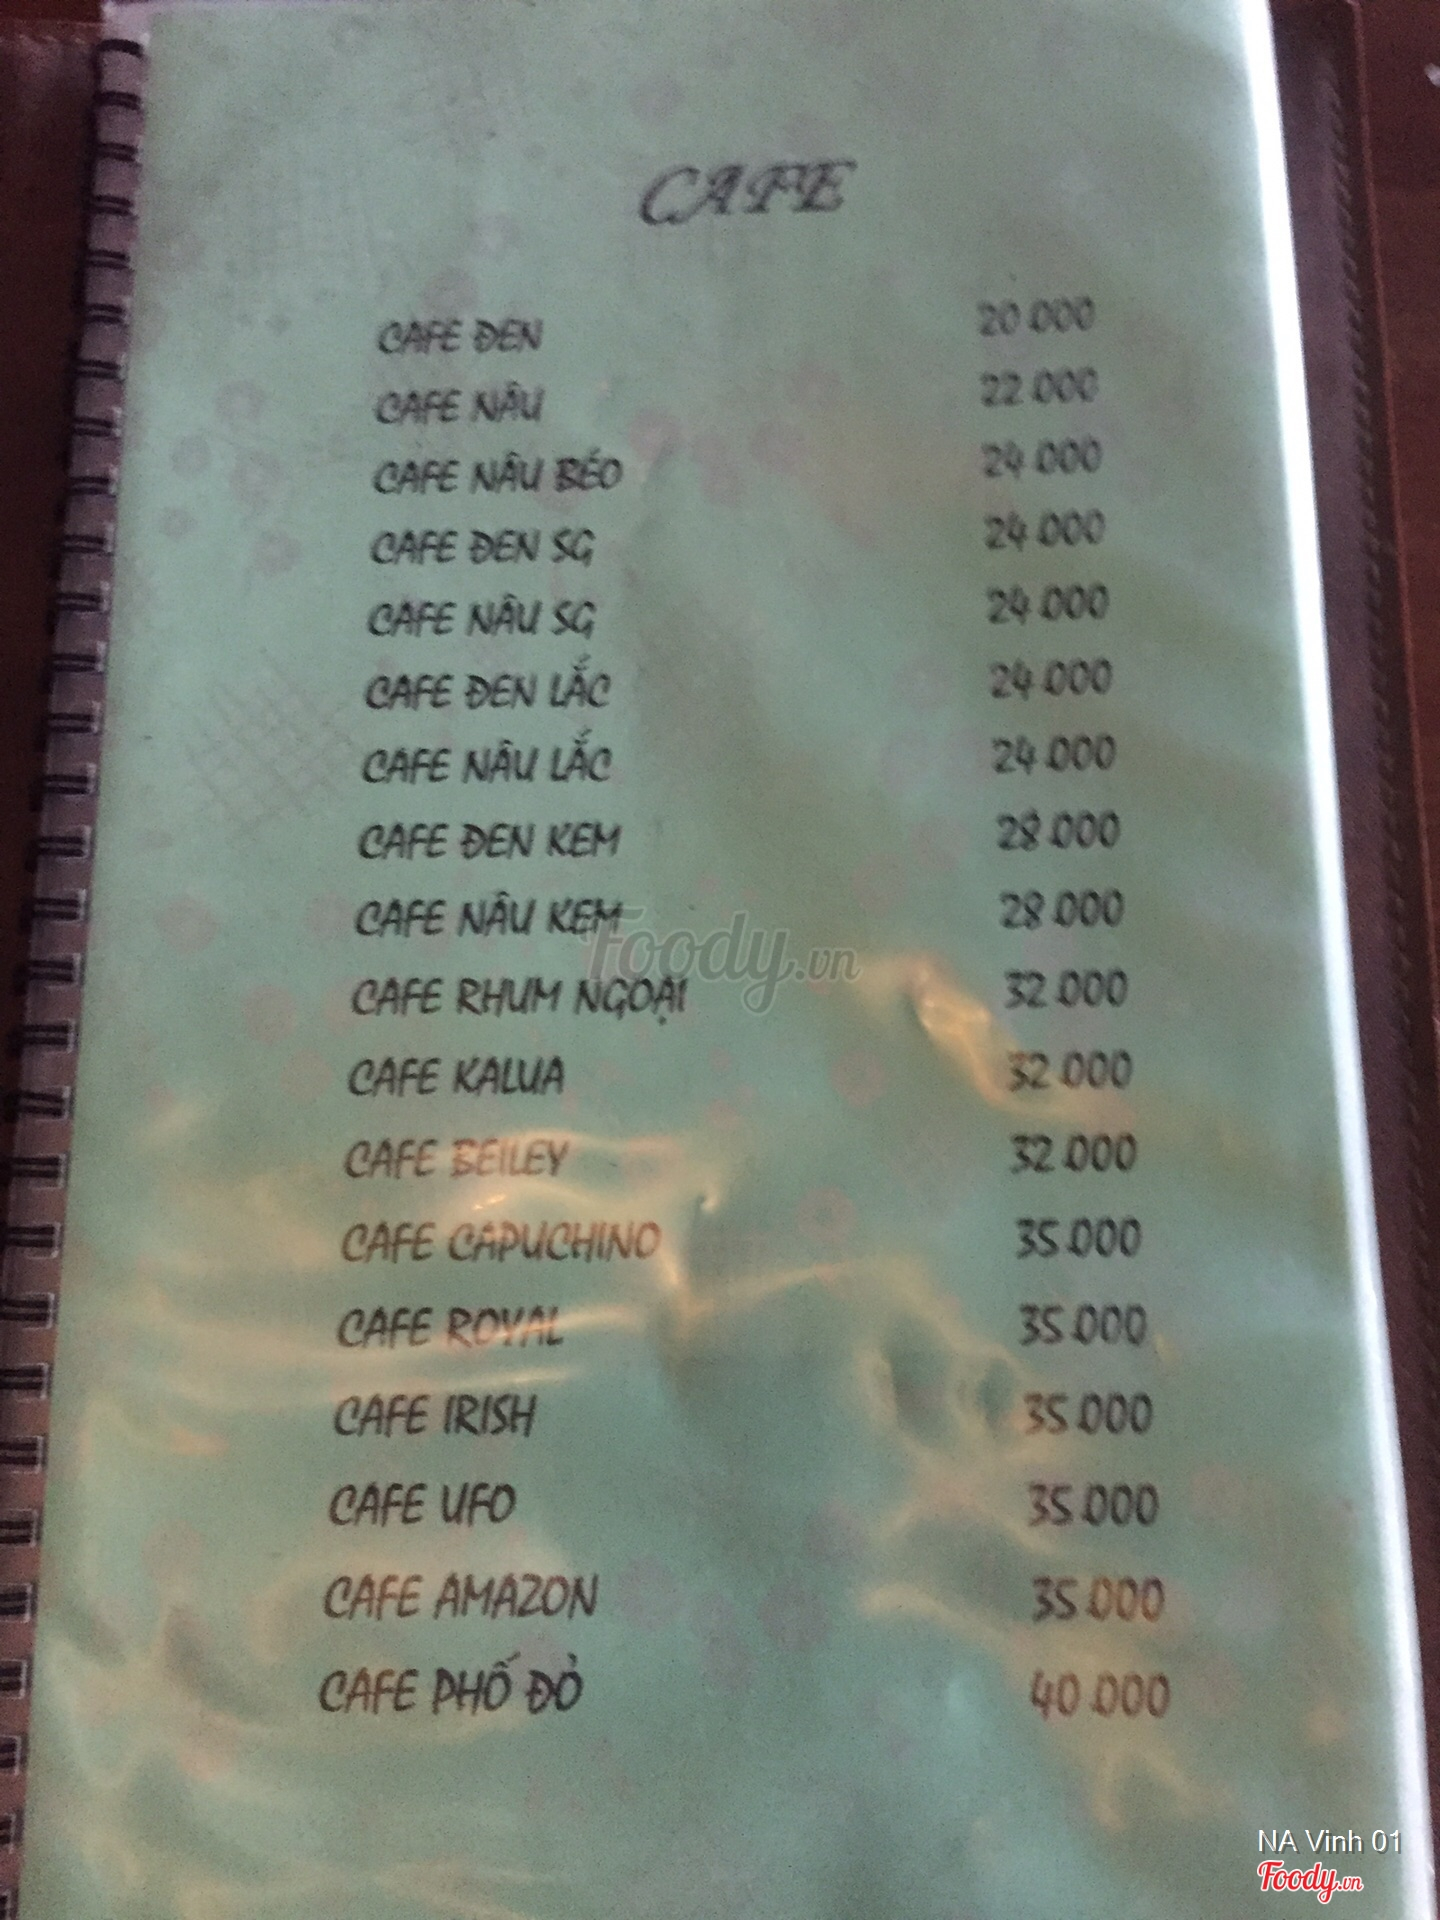 CAFE
CAFE ĐEN 20.000
CAFE NÂU 22.000
CAFE NÂU BÉO 24.000
CAFE ĐEN SG 24.000
CAFE NÂU SG 24.000
CAFE ĐEN LẮC 24.000
CAFE NÂU LẮC 24.000
CAFE ĐEN KEM 28.000
CAFE NÂU KEM 28.000
Foody.vn
CAFE RHUM NGOẠI 32.000
CAFE KALUA 32.000
CAFE BEILEY 32.000
CAFE CAPUCHINO 35.000
CAFE ROYAL 35.000
CAFE IRISH 35.000
CAFE UFO 35.000
CAFE AMAZON 35.000
CAFE PHỐ ĐỎ 40.000
NA Vinh 01
Foody.vn